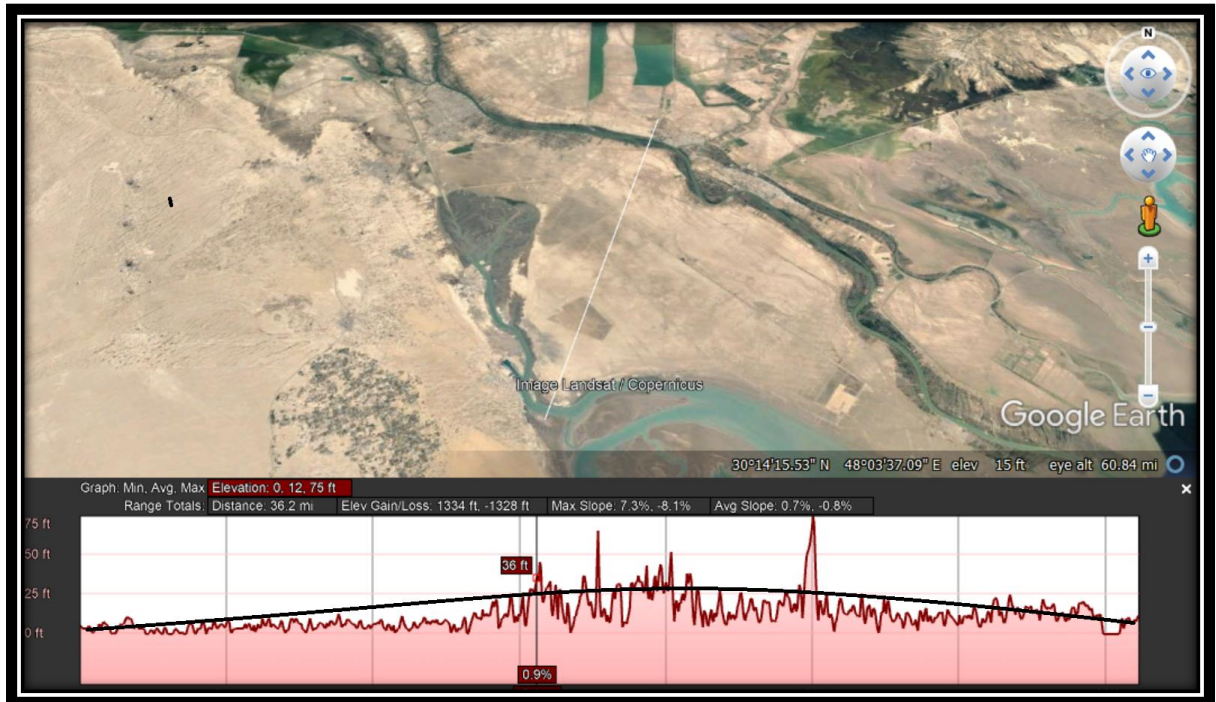 N
Image Landsat / Copernicus
Google Earth
30°14'15.53" N 48°03'37.09" E elev 15 ft eye alt 60.84 mi
Graph: Min, Avg, Max Elevation: 0, 12, 75 ft
Range Totals: Distance: 36.2 mi Elev Gain/Loss: 1334 ft, -1328 ft Max Slope: 7.3%, -8.1% Avg Slope: 0.7%, -0.8%
75 ft
50 ft
36 ft
25 ft
0 ft
0.9%